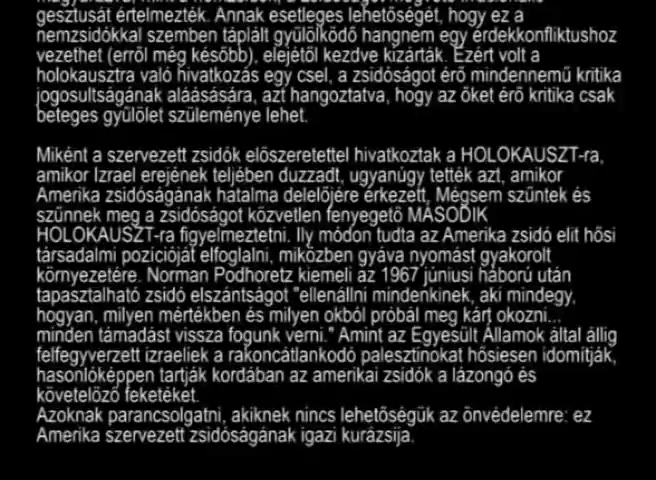 gesztusát értelmezték. Annak esetleges lehetőségét, hogy ez a
nemzsidókkal szemben táplált gyűlölködő hangnem egy érdekkonfliktushoz
vezethet (erről még később), elejétől kezdve kizárták. Ezért volt a
holokausztra való hivatkozás egy csel, a zsidóságot érő mindennemű kritika
jogosultságának aláásására, azt hangoztatva, hogy az őket érő kritika csak
beteges gyűlölet szüleménye lehet.
Miként a szervezett zsidók előszeretettel hivatkoztak a HOLOKAUSZT-ra,
amikor Izrael erejének teljében duzzadt, ugyanúgy tették azt, amikor
Amerika zsidóságának hatalma delelőjére érkezett. Mégsem szűntek és
szűnnek meg a zsidóságot közvetlen fenyegető MÁSODIK
HOLOKAUSZT-ra figyelmeztetni. Ily módon tudta az Amerika zsidó elit hősi
társadalmi pozicióját elfoglalni, miközben gyáva nyomást gyakorolt
környezetére. Norman Podhoretz kiemeli az 1967 júniusi háború után
tapasztalható zsidó elszántságot "ellenállni mindenkinek, aki mindegy,
hogyan, milyen mértékben és milyen okból próbál meg kárt okozni...
minden támadást vissza fogunk verni." Amint az Egyesült Államok által állig
felfegyverzett izraeliek a rakoncátlankodó palesztinokat hősiesen idomítják,
hasonlóképpen tartják kordában az amerikai zsidók a lázongó és
követelőző feketéket.
Azoknak parancsolgatni, akiknek nincs lehetőségük az önvédelemre: ez
Amerika szervezett zsidóságának igazi kurázsija.